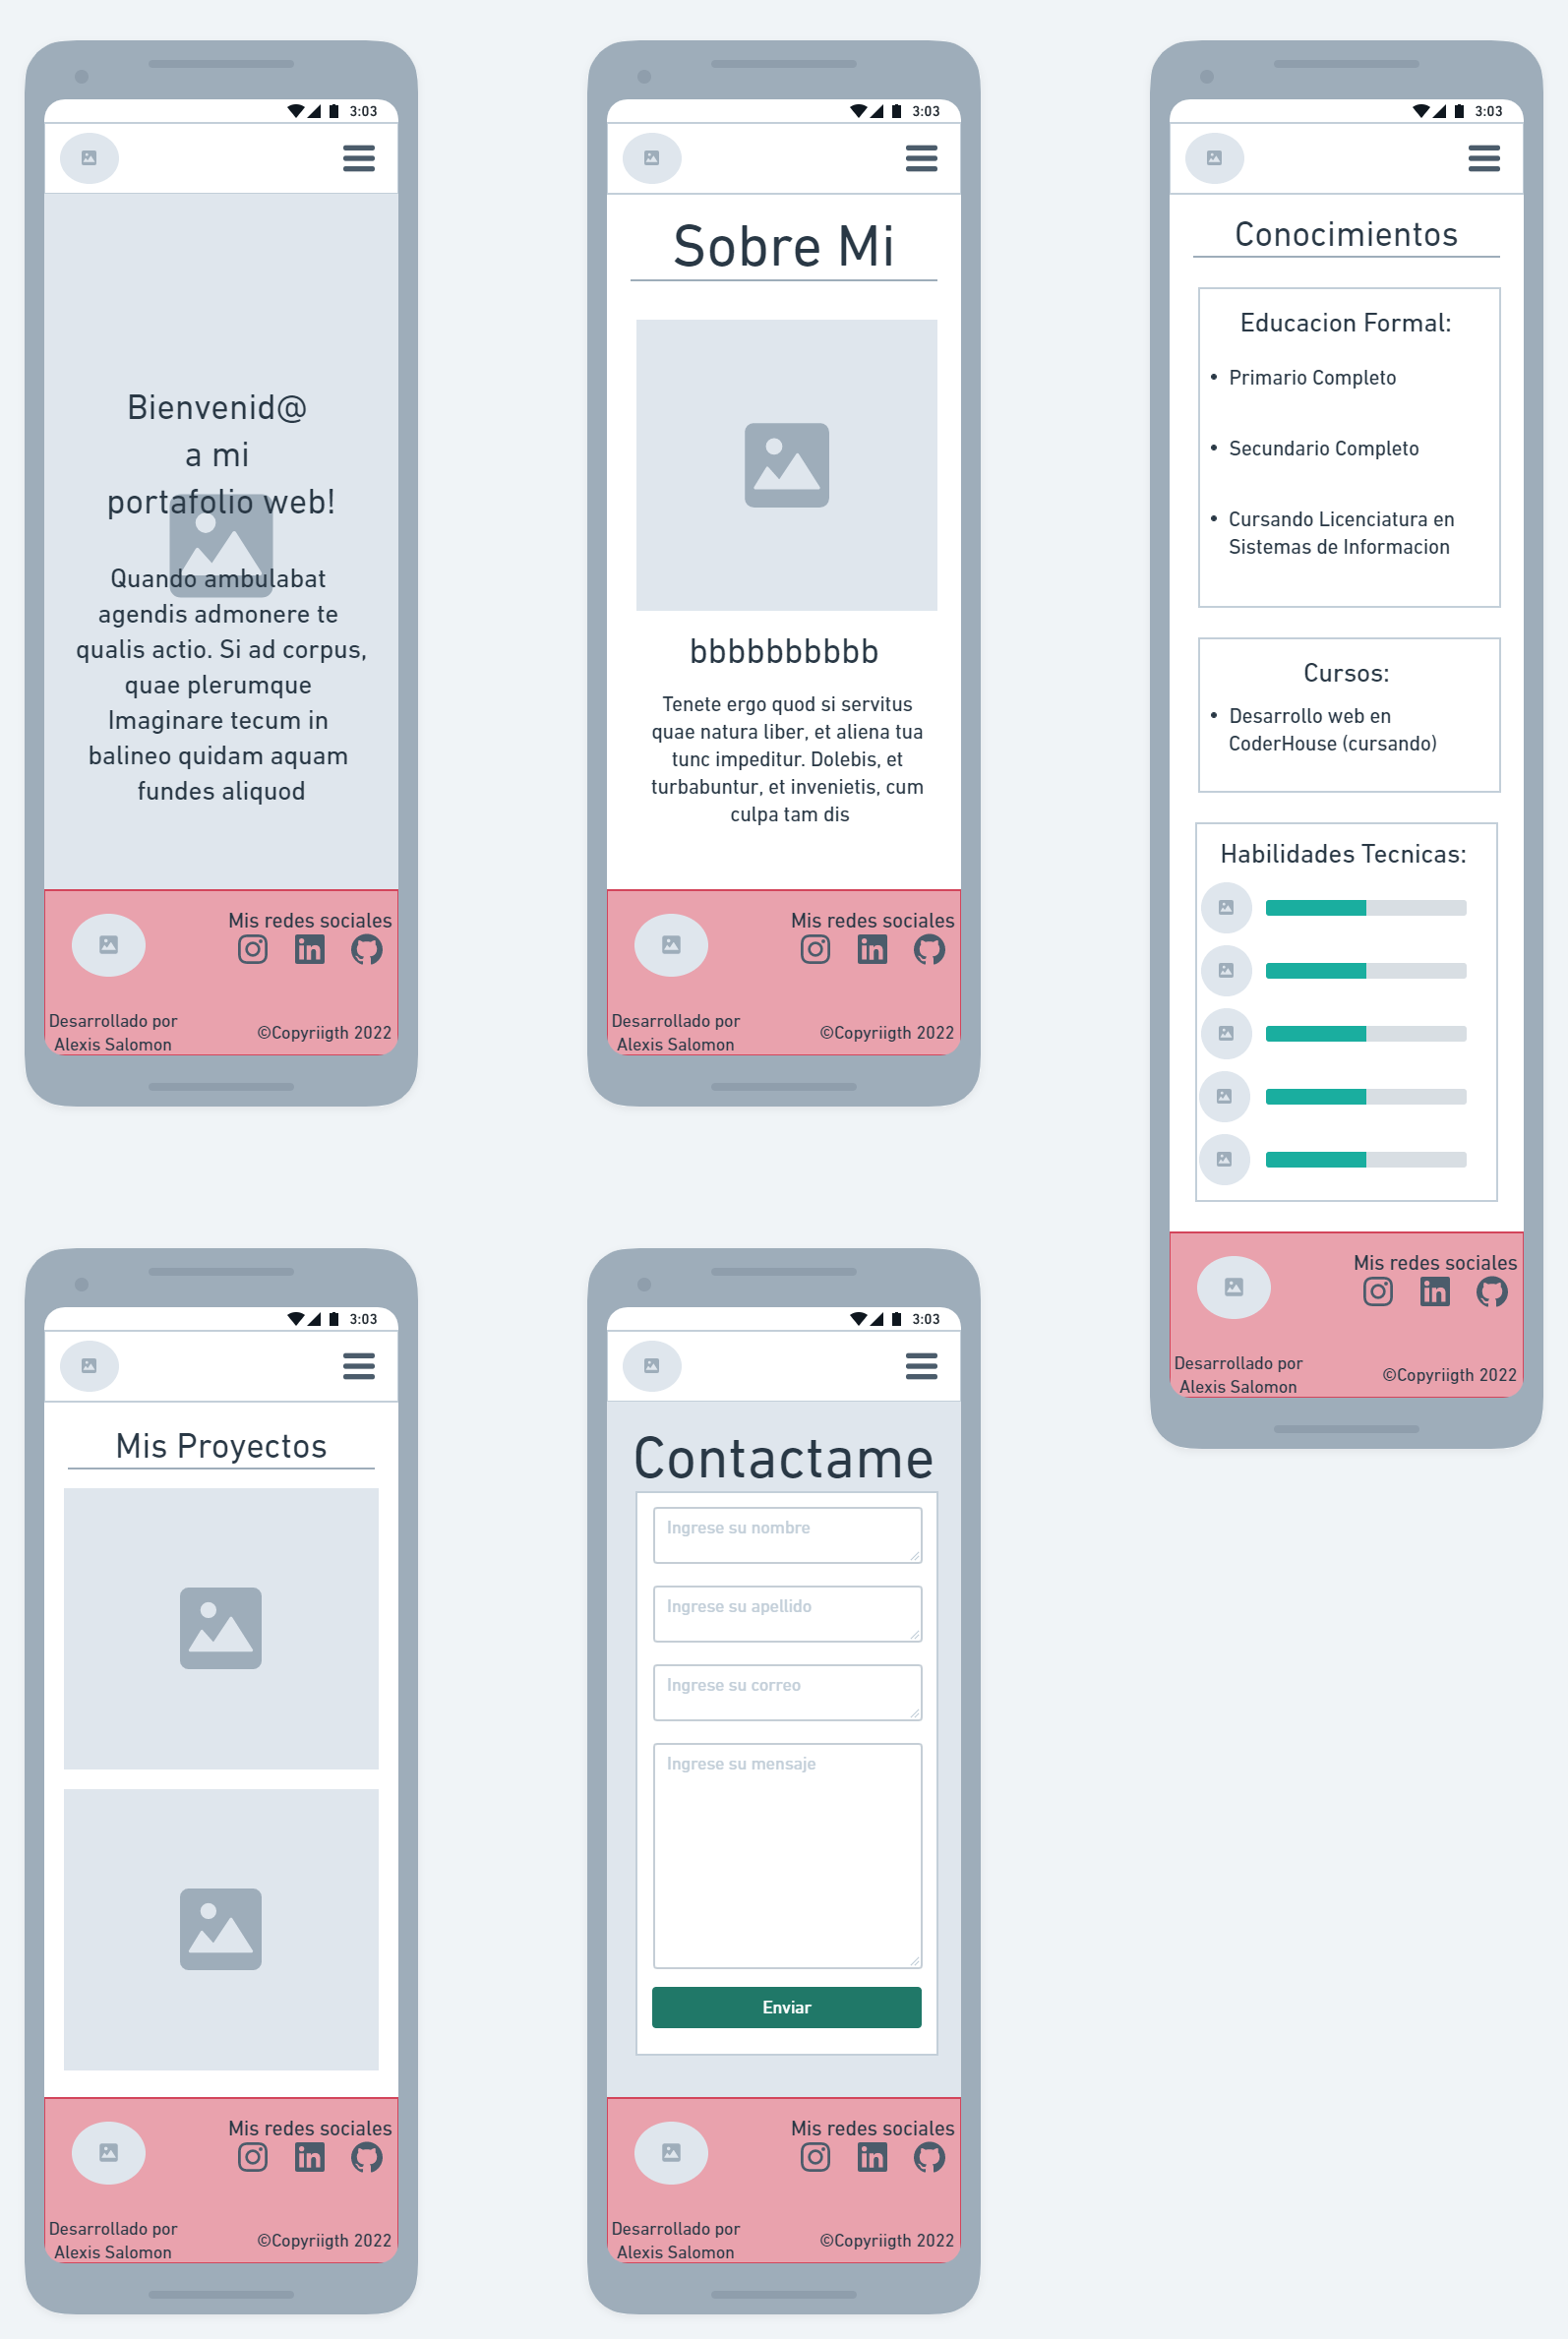 3:03
Bienvenid@
a mi
portafolio web!
Quando ambulabat
agendis admonere te
qualis actio. Si ad corpus,
quae plerumque
Imaginare tecum in
balineo quidam aquam
fundes aliquod
Mis redes sociales
Desarrollado por
Alexis Salomon
©Copyriigth 2022
3:03
Sobre Mi
bbbbbbbbbb
Tenete ergo quod si servitus
quae natura liber, et aliena tua
tunc impeditur. Dolebis, et
turbabuntur, et invenietis, cum
culpa tam dis
Mis redes sociales
Desarrollado por
Alexis Salomon
©Copyriigth 2022
3:03
Conocimientos
Educacion Formal:
• Primario Completo
• Secundario Completo
• Cursando Licenciatura en
Sistemas de Informacion
Cursos:
• Desarrollo web en
CoderHouse (cursando)
Habilidades Tecnicas:
Mis redes sociales
Desarrollado por
Alexis Salomon
©Copyriigth 2022
3:03
Mis Proyectos
Mis redes sociales
Desarrollado por
Alexis Salomon
©Copyriigth 2022
3:03
Contactame
Ingrese su nombre
Ingrese su apellido
Ingrese su correo
Ingrese su mensaje
Enviar
Mis redes sociales
Desarrollado por
Alexis Salomon
©Copyriigth 2022